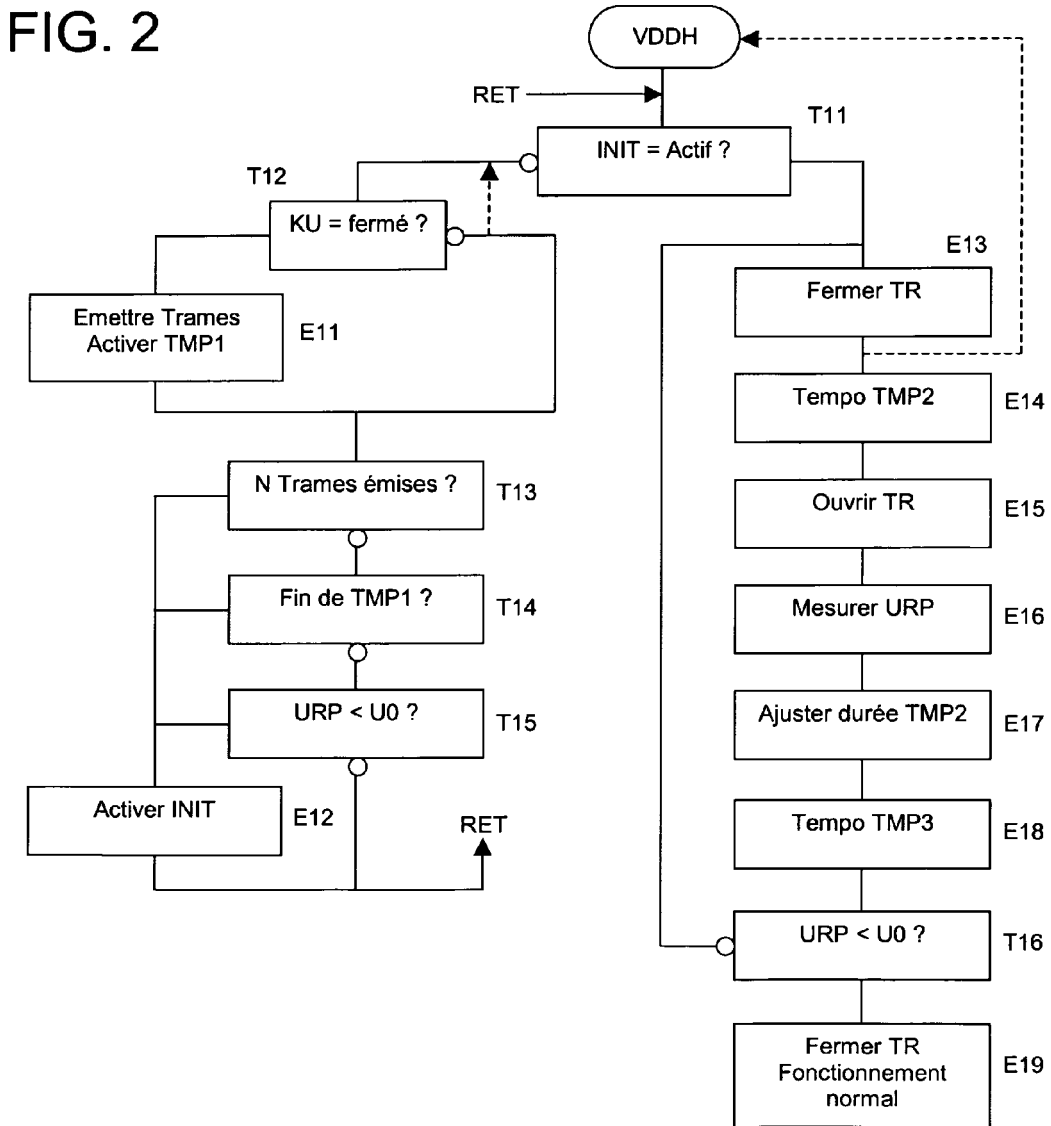 FIG. 2
VDDH
RET
T11
INIT = Actif ?
T12
KU = fermé ?
E13
Fermer TR
Emettre Trames
Activer TMP1
E11
Tempo TMP2
E14
N Trames émises ?
T13
Ouvrir TR
E15
Fin de TMP1 ?
T14
Mesurer URP
E16
URP < U0 ?
T15
Ajuster durée TMP2
E17
Activer INIT
E12
RET
Tempo TMP3
E18
URP < U0 ?
T16
Fermer TR
Fonctionnement
normal
E19